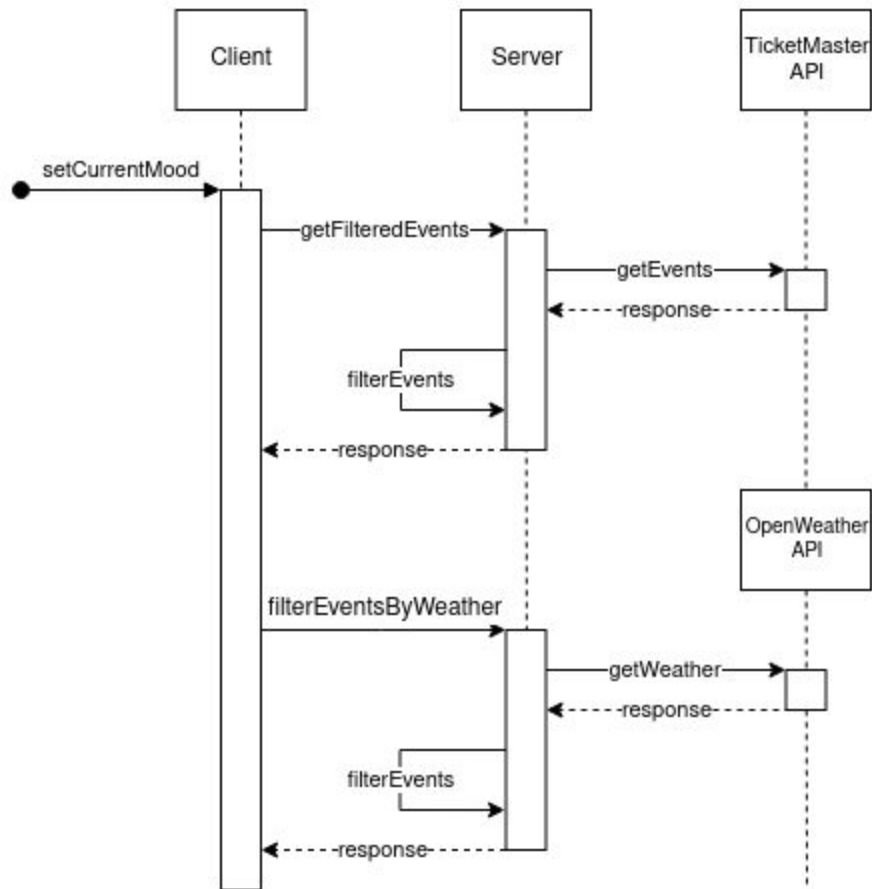 Client
Server
TicketMaster
API
setCurrentMood
getFilteredEvents
getEvents
response
filterEvents
response
OpenWeather
API
filterEventsByWeather
getWeather
response
filterEvents
response